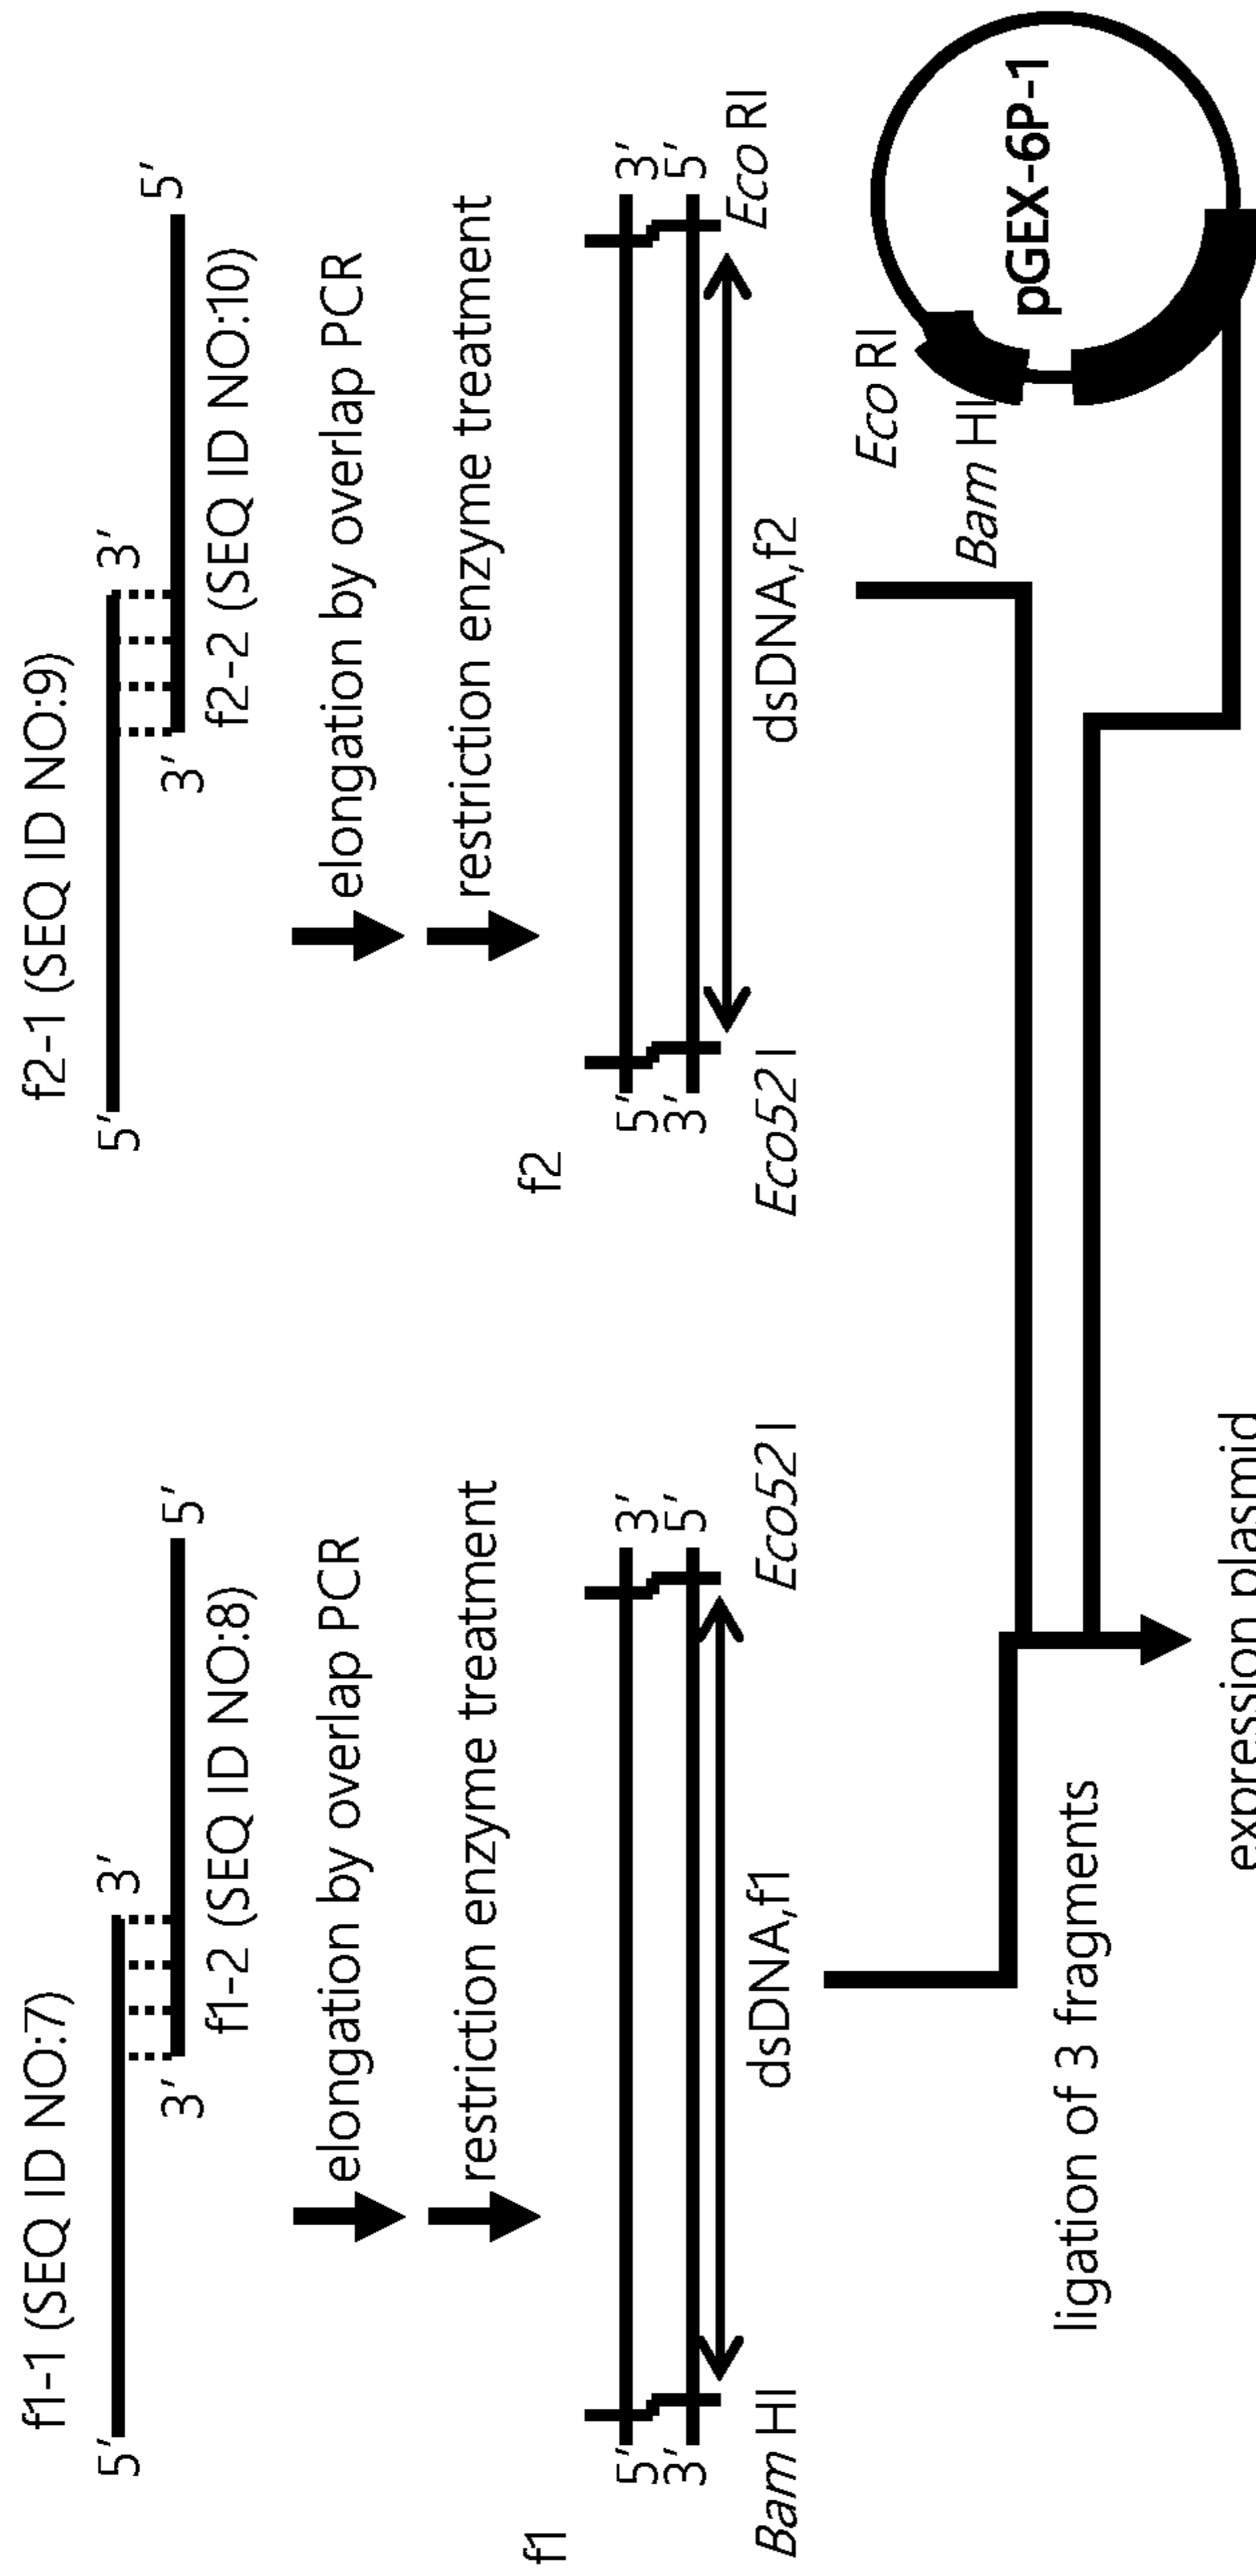 f1-1 (SEQ ID NO:7)
5′
3′
3′
5′
f1-2 (SEQ ID NO:8)
elongation by overlap PCR
restriction enzyme treatment
f1
5′
3′
3′
5′
Bam HI
Eco52 I
dsDNA,f1
f2-1 (SEQ ID NO:9)
5′
3′
3′
5′
f2-2 (SEQ ID NO:10)
elongation by overlap PCR
restriction enzyme treatment
f2
5′
3′
3′
5′
Eco52 I
Eco RI
dsDNA,f2
Eco RI
Bam HI
pGEX-6P-1
ligation of 3 fragments
expression plasmid